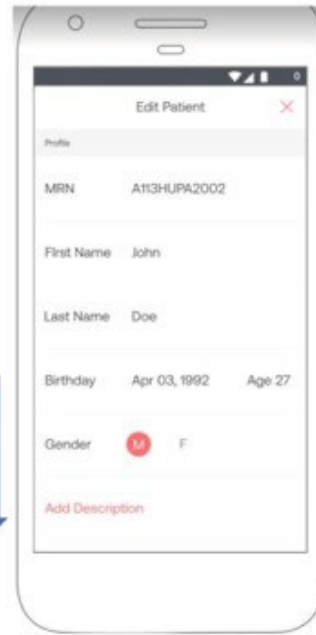 0
Edit Patient
Profile
MRN A113HUPA2002
First Name John
Last Name Doe
Birthday Apr 03, 1992 Age 27
Gender M F
Add Description